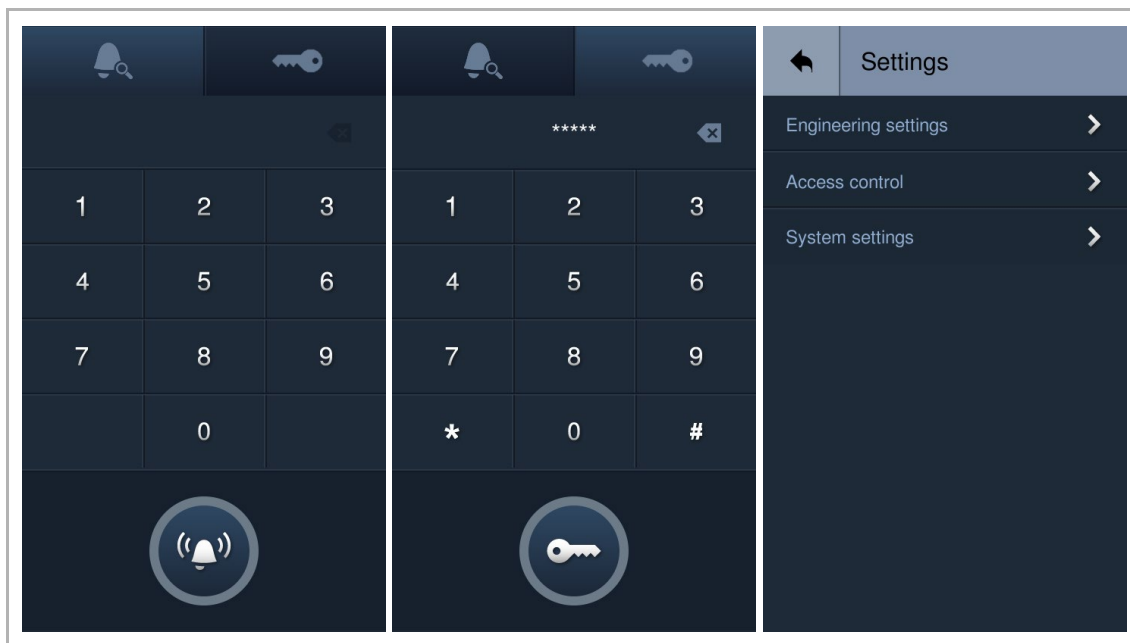 1 2 3
4 5 6
7 8 9
0
*****
1 2 3
4 5 6
7 8 9
* 0 #
Settings
Engineering settings
Access control
System settings